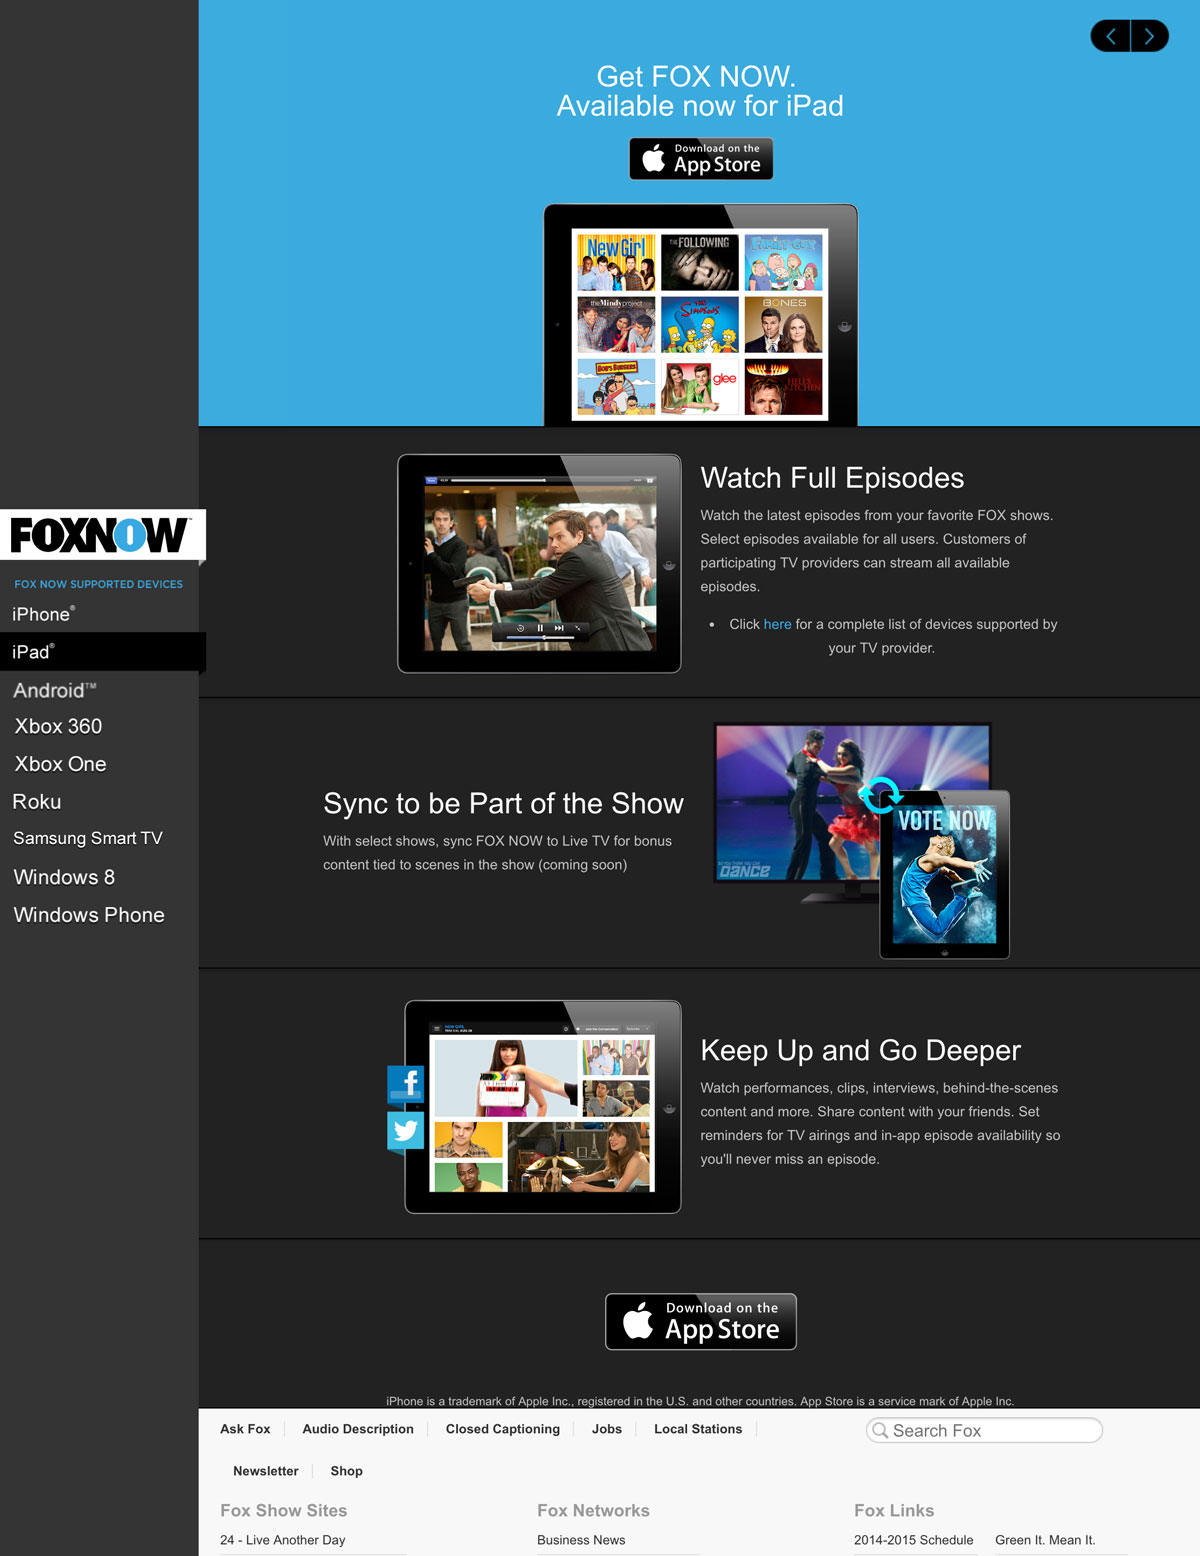 Get FOX NOW.
Available now for iPad
Download on the
App Store
New Girl
THE FOLLOWING
FAMILY GUY
the Mindy project
THE SIMPSONS
BONES
BOB'S BURGERS
glee
HELL'S KITCHEN
FOXNOW™
FOX NOW SUPPORTED DEVICES
iPhone®
iPad®
Android™
Xbox 360
Xbox One
Roku
Samsung Smart TV
Windows 8
Windows Phone
Watch Full Episodes
Watch the latest episodes from your favorite FOX shows.
Select episodes available for all users. Customers of
participating TV providers can stream all available
episodes.
• Click here for a complete list of devices supported by
your TV provider.
Sync to be Part of the Show
With select shows, sync FOX NOW to Live TV for bonus
content tied to scenes in the show (coming soon)
SO YOU THINK YOU CAN
DANCE
VOTE NOW
NEW GIRL
Keep Up and Go Deeper
Watch performances, clips, interviews, behind-the-scenes
content and more. Share content with your friends. Set
reminders for TV airings and in-app episode availability so
you'll never miss an episode.
Download on the
App Store
iPhone is a trademark of Apple Inc., registered in the U.S. and other countries. App Store is a service mark of Apple Inc.
Ask Fox
Audio Description
Closed Captioning
Jobs
Local Stations
Search Fox
Newsletter
Shop
Fox Show Sites
Fox Networks
Fox Links
24 - Live Another Day
Business News
2014-2015 Schedule
Green It. Mean It.